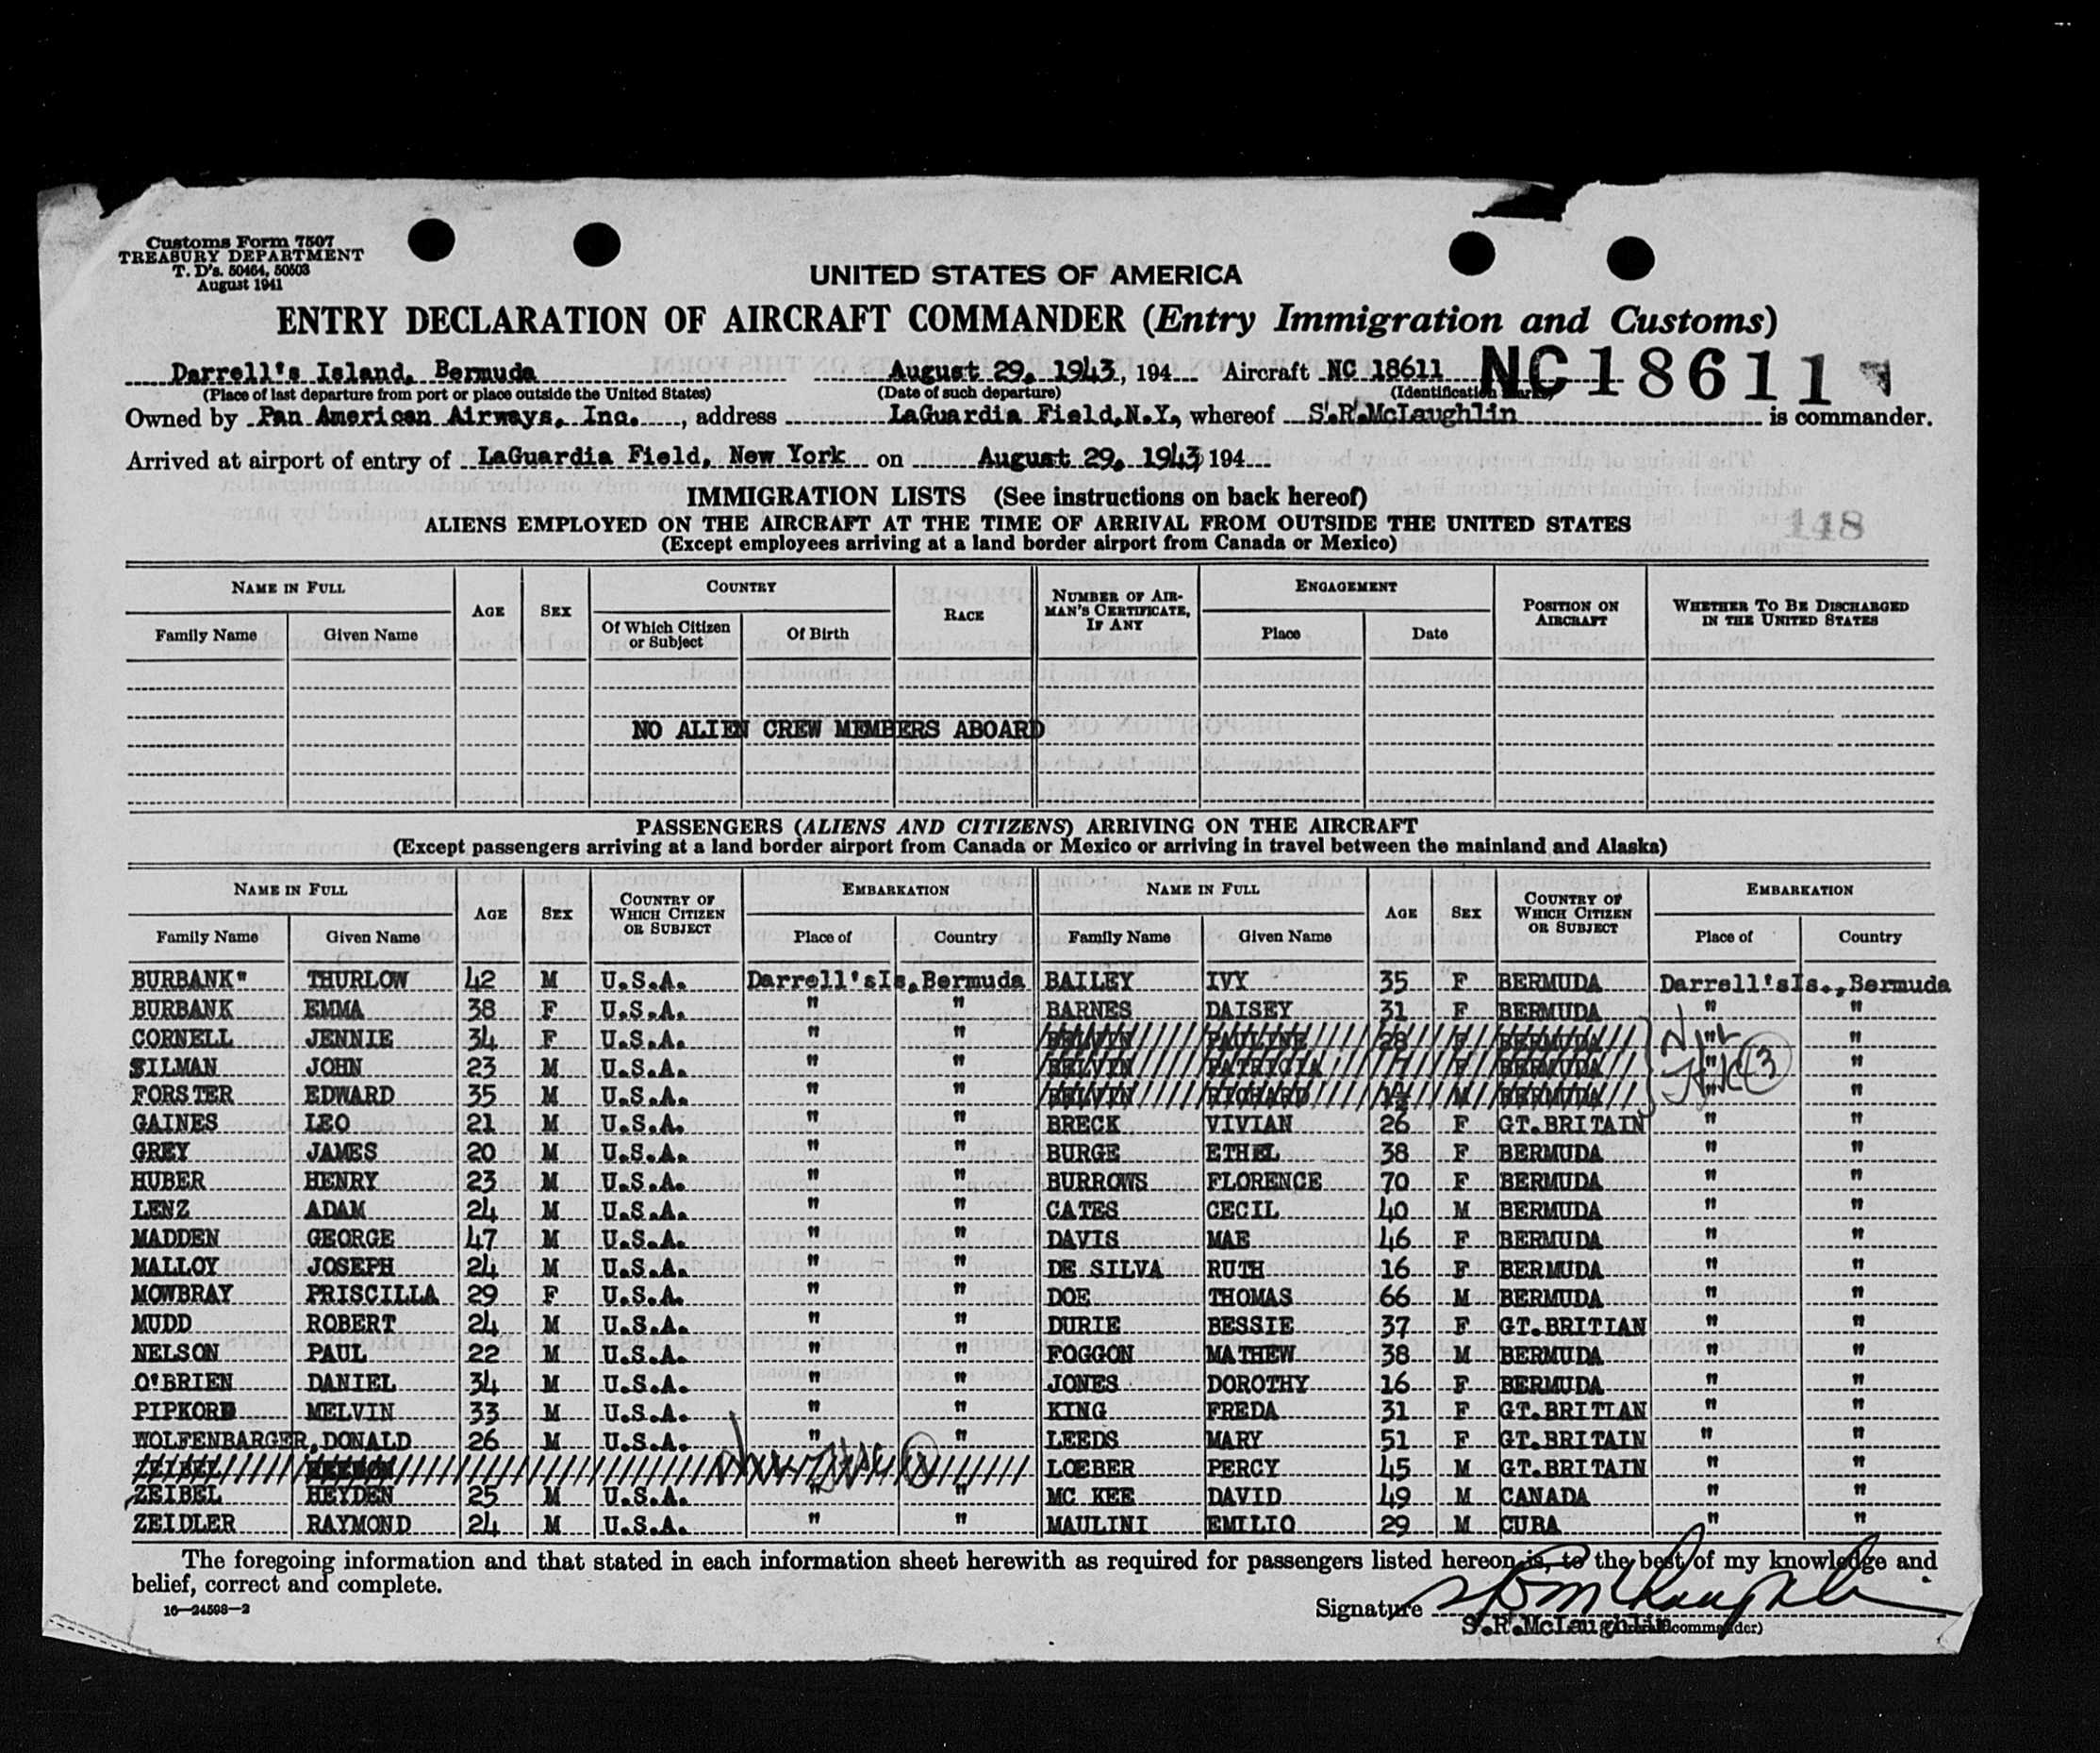 Customs Form 7507
TREASURY DEPARTMENT
T. D's. 50464, 50503
August 1941
UNITED STATES OF AMERICA
ENTRY DECLARATION OF AIRCRAFT COMMANDER (Entry Immigration and Customs)
Darrell's Island, Bermuda August 29, 1943, 194 Aircraft NC 18611 NC18611
(Place of last departure from port or place outside the United States) (Date of such departure) (Identification Marks)
Owned by Pan American Airways, Inc., address LaGuardia Field,N.Y. whereof S.R.McLaughlin is commander.
Arrived at airport of entry of LaGuardia Field, New York on August 29, 1943 194
IMMIGRATION LISTS (See instructions on back hereof)
ALIENS EMPLOYED ON THE AIRCRAFT AT THE TIME OF ARRIVAL FROM OUTSIDE THE UNITED STATES
148
(Except employees arriving at a land border airport from Canada or Mexico)
NAME IN FULL AGE SEX COUNTRY RACE NUMBER OF AIRMAN'S CERTIFICATE, IF ANY ENGAGEMENT POSITION ON AIRCRAFT WHETHER TO BE DISCHARGED IN THE UNITED STATES
Family Name Given Name Of Which Citizen or Subject Of Birth Place Date
NO ALIEN CREW MEMBERS ABOARD
PASSENGERS (ALIENS AND CITIZENS) ARRIVING ON THE AIRCRAFT
(Except passengers arriving at a land border airport from Canada or Mexico or arriving in travel between the mainland and Alaska)
NAME IN FULL AGE SEX COUNTRY OF WHICH CITIZEN OR SUBJECT EMBARKATION NAME IN FULL AGE SEX COUNTRY OF WHICH CITIZEN OR SUBJECT EMBARKATION
Family Name Given Name Place of Country Family Name Given Name Place of Country
BURBANK" THURLOW 42 M U.S.A. Darrell'sIs,Bermuda BAILEY IVY 35 F BERMUDA Darrell'sIs.,Bermuda
BURBANK EMMA 38 F U.S.A. " " BARNES DAISEY 31 F BERMUDA " "
CORNELL JENNIE 34 F U.S.A. " " BELVIN PAULINE 28 F BERMUDA " "
SILMAN JOHN 23 M U.S.A. " " BELVIN PATRICIA 7 F BERMUDA " " 3
FORSTER EDWARD 35 M U.S.A. " " BELVIN RICHARD M BERMUDA " "
GAINES LEO 21 M U.S.A. " " BRECK VIVIAN 26 F GT.BRITAIN " "
GREY JAMES 20 M U.S.A. " " BURGE ETHEL 38 F BERMUDA " "
HUBER HENRY 23 M U.S.A. " " BURROWS FLORENCE 70 F BERMUDA " "
LENZ ADAM 24 M U.S.A. " " CATES CECIL 40 M BERMUDA " "
MADDEN GEORGE 47 M U.S.A. " " DAVIS MAE 46 F BERMUDA " "
MALLOY JOSEPH 24 M U.S.A. " " DE SILVA RUTH 16 F BERMUDA " "
MOWBRAY PRISCILLA 29 F U.S.A. " " DOE THOMAS 66 M BERMUDA " "
MUDD ROBERT 24 M U.S.A. " " DURIE BESSIE 37 F GT.BRITIAN " "
NELSON PAUL 22 M U.S.A. " " FOGGON MATHEW 38 M BERMUDA " "
O'BRIEN DANIEL 34 M U.S.A. " " JONES DOROTHY 16 F BERMUDA " "
PIPKORN MELVIN 33 M U.S.A. " " KING FREDA 31 F GT.BRITIAN " "
WOLFENBARGER,DONALD 26 M U.S.A. " " LEEDS MARY 51 F GT.BRITAIN " "
ZEIBEL LOEBER PERCY 45 M GT.BRITAIN " "
ZEIBEL HEYDEN 25 M U.S.A. " " MC KEE DAVID 49 M CANADA " "
ZEIDLER RAYMOND 24 M U.S.A. " " MAULINI EMILIO 29 M CUBA " "
The foregoing information and that stated in each information sheet herewith as required for passengers listed hereon is, to the best of my knowledge and
belief, correct and complete.
16—24598—2
Signature S R McLaughlin
S.R.McLaughlin commander)